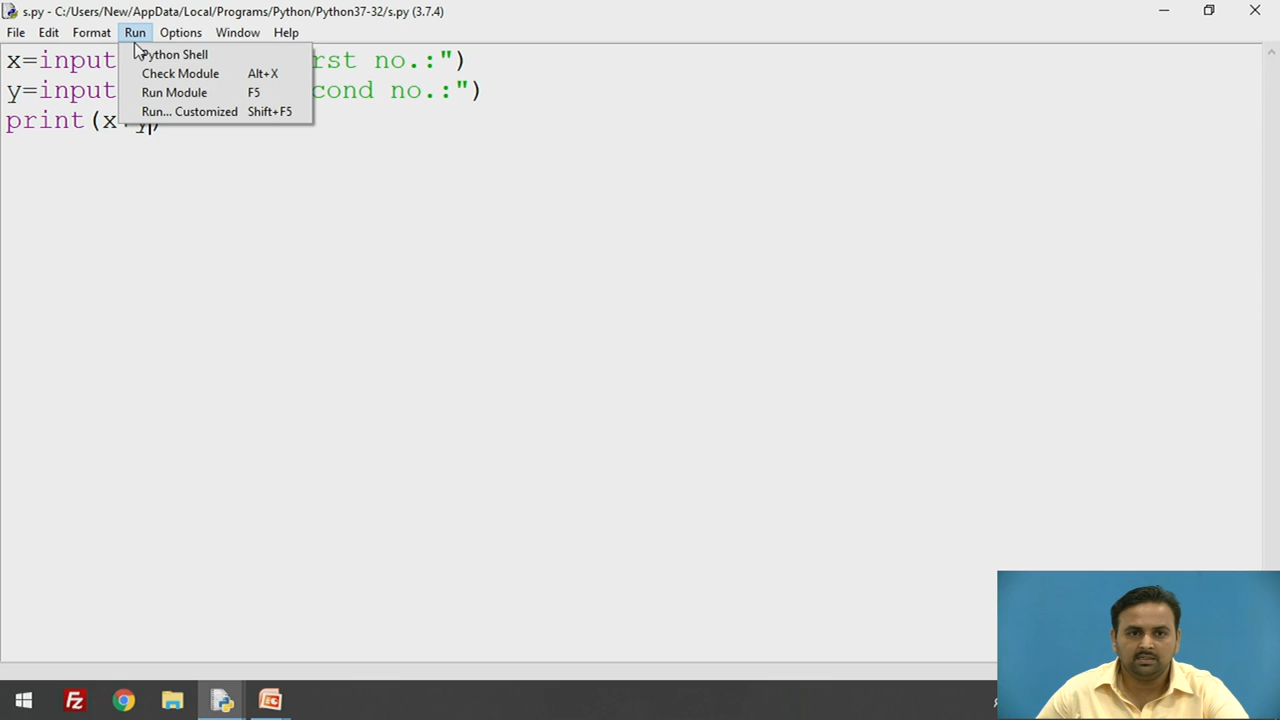 s.py - C:/Users/New/AppData/Local/Programs/Python/Python37-32/s.py (3.7.4)
File Edit Format Run Options Window Help
Python Shell
Check Module Alt+X
Run Module F5
Run... Customized Shift+F5
x=input rst no.:")
y=input cond no.:")
print(x+y)